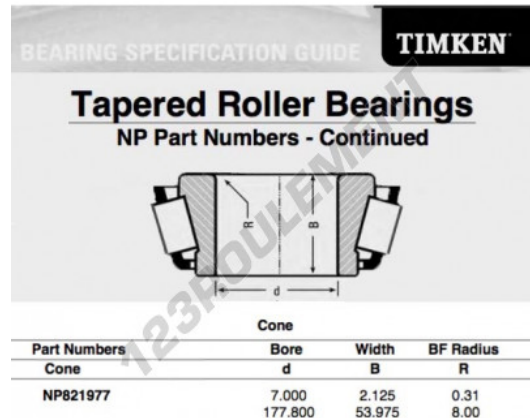 BEARING SPECIFICATION GUIDE
TIMKEN
Tapered Roller Bearings
NP Part Numbers - Continued
R
B
d
123ROULEMENT
Cone
Part Numbers Bore Width BF Radius
Cone d B R
NP821977 7.000 2.125 0.31
177.800 53.975 8.00